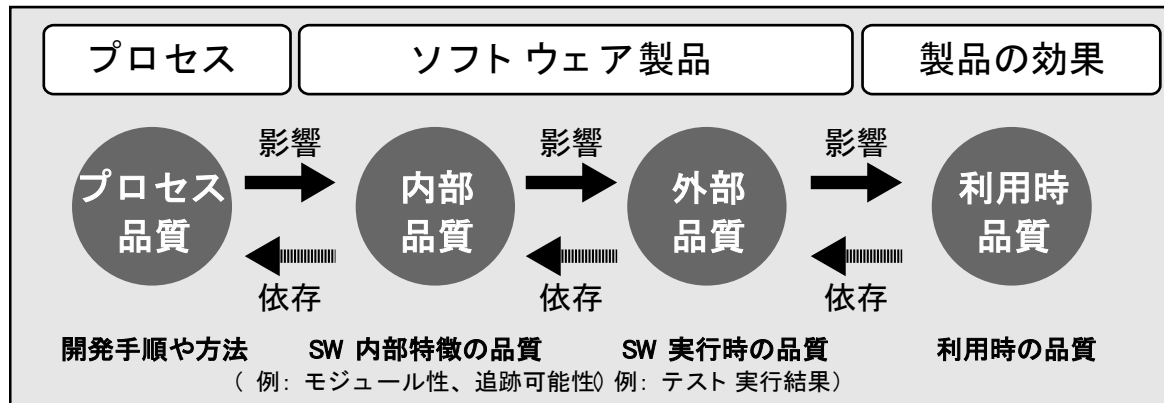 プロセス
ソフトウェア製品
製品の効果
影響
影響
影響
プロセス
品質
内部
品質
外部
品質
利用時
品質
依存
依存
依存
開発手順や方法
SW 内部特徴の品質
SW 実行時の品質
利用時の品質
(例: モジュール性、追跡可能性)
例: テスト実行結果)